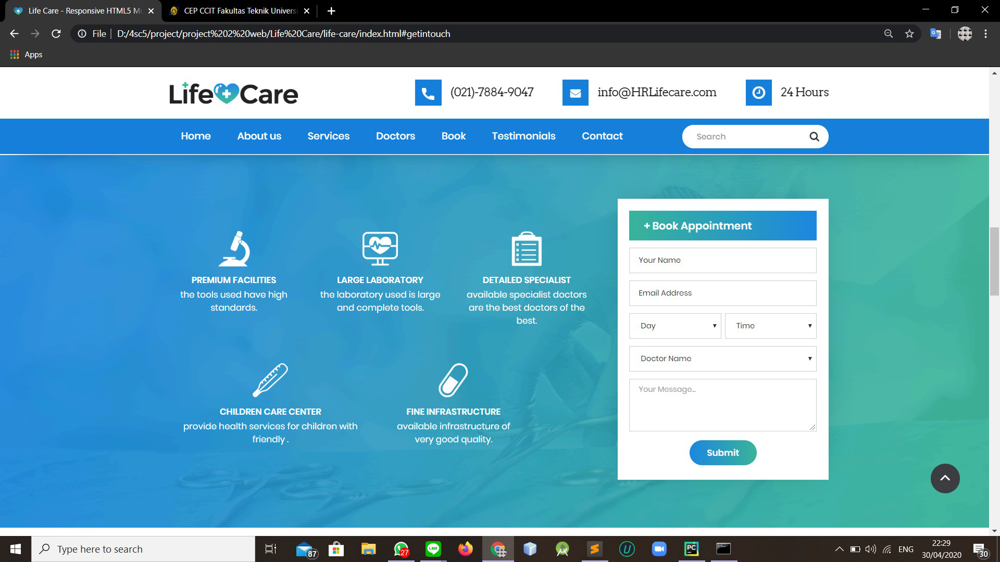 Life Care - Responsive HTML5 Mu
CEP CCIT Fakultas Teknik Universi
File
D:/4sc5/project/project%202%20web/Life%20Care/life-care/index.html#getintouch
Apps
Life Care
(021)-7884-9047
info@HRLifecare.com
24 Hours
Home
About us
Services
Doctors
Book
Testimonials
Contact
Search
PREMIUM FACILITIES
the tools used have high
standards.
LARGE LABORATORY
the laboratory used is large
and complete tools.
DETAILED SPECIALIST
available specialist doctors
are the best doctors of the
best.
CHILDREN CARE CENTER
provide health services for children with
friendly .
FINE INFRASTRUCTURE
available infrastructure of
very good quality.
+ Book Appointment
Your Name
Email Address
Day
Time
Doctor Name
Your Message...
Submit
Type here to search
87
27
LINE
PC
ENG
22:29
30/04/2020
30